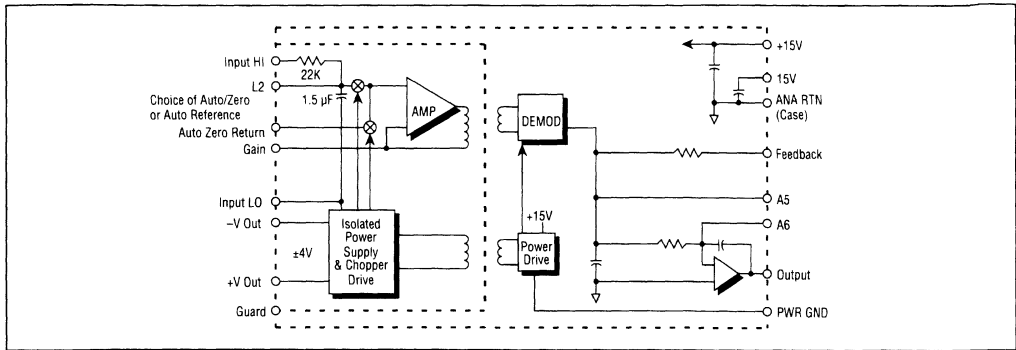 Input HI
22K
L2
1.5 µF
Choice of Auto/Zero
or Auto Reference
Auto Zero Return
Gain
AMP
Input LO
–V Out
±4V
+V Out
Isolated
Power
Supply
& Chopper
Drive
Guard
DEMOD
+15V
Power
Drive
+15V
15V
ANA RTN
(Case)
Feedback
A5
A6
Output
PWR GND